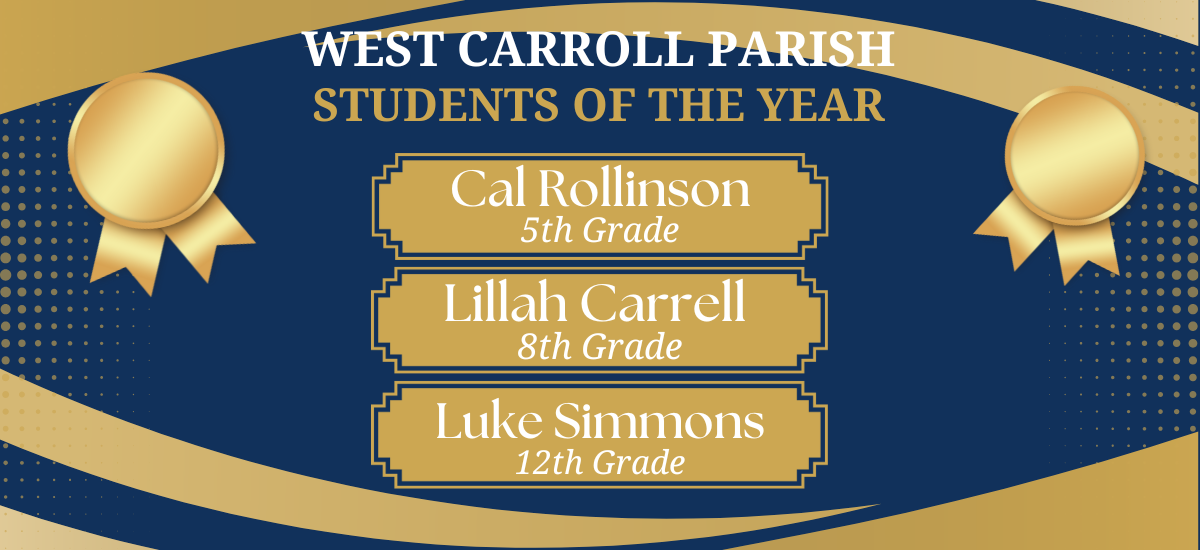 WEST CARROLL PARISH
STUDENTS OF THE YEAR
Cal Rollinson
5th Grade
Lillah Carrell
8th Grade
Luke Simmons
12th Grade